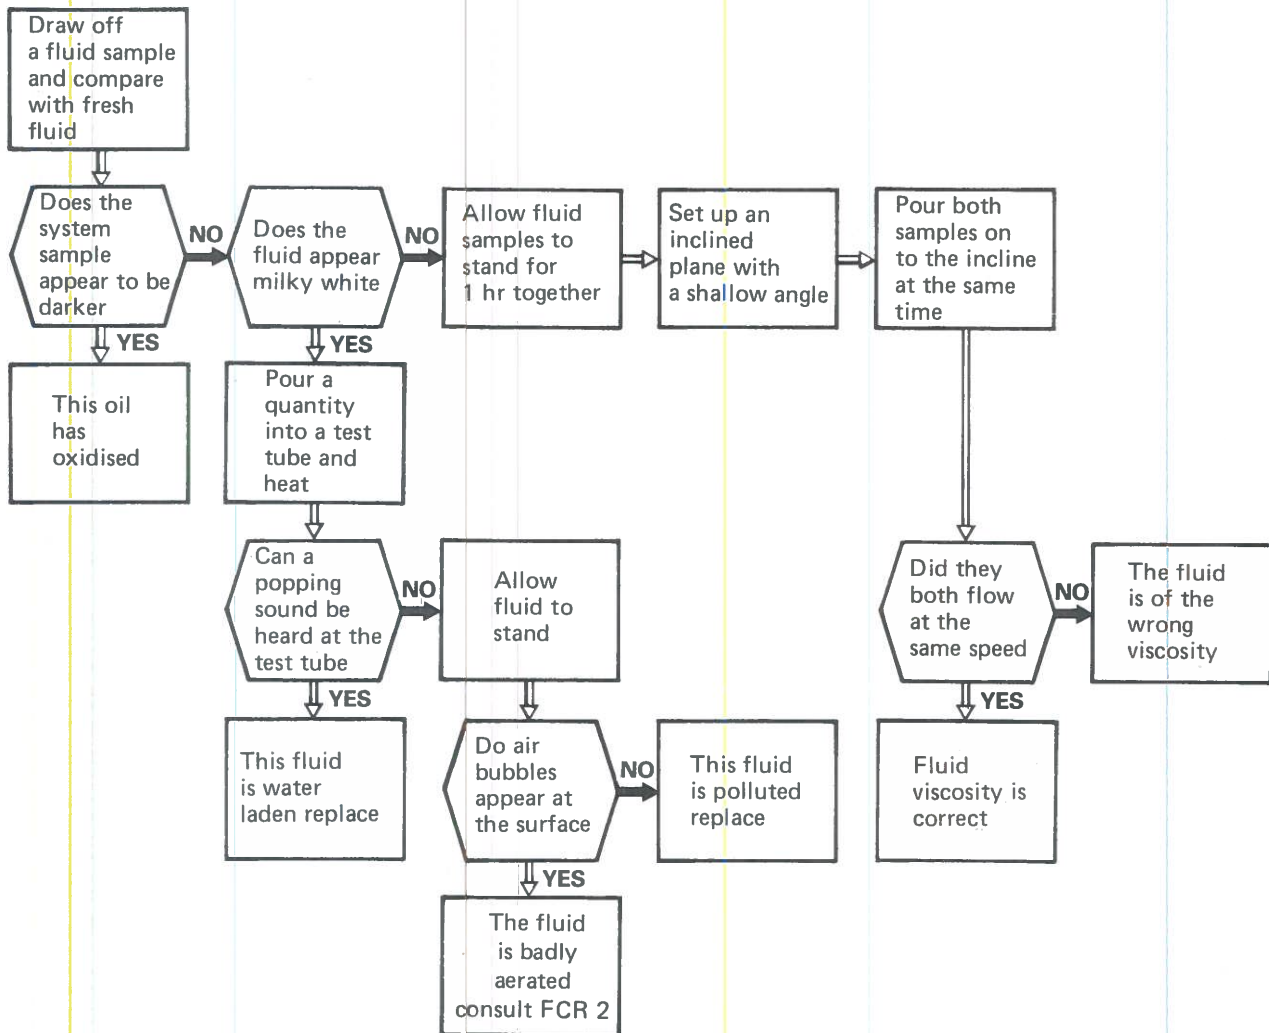 Draw off
a fluid sample
and compare
with fresh
fluid
Does the
system
sample
appear to be
darker
NO
Does the
fluid appear
milky white
NO
Allow fluid
samples to
stand for
1 hr together
Set up an
inclined
plane with
a shallow angle
Pour both
samples on
to the incline
at the same
time
YES
This oil
has
oxidised
YES
Pour a
quantity
into a test
tube and
heat
Can a
popping
sound be
heard at the
test tube
NO
Allow
fluid to
stand
Did they
both flow
at the
same speed
NO
The fluid
is of the
wrong
viscosity
YES
This fluid
is water
laden replace
Do air
bubbles
appear at
the surface
NO
This fluid
is polluted
replace
YES
Fluid
viscosity is
correct
YES
The fluid
is badly
aerated
consult FCR 2